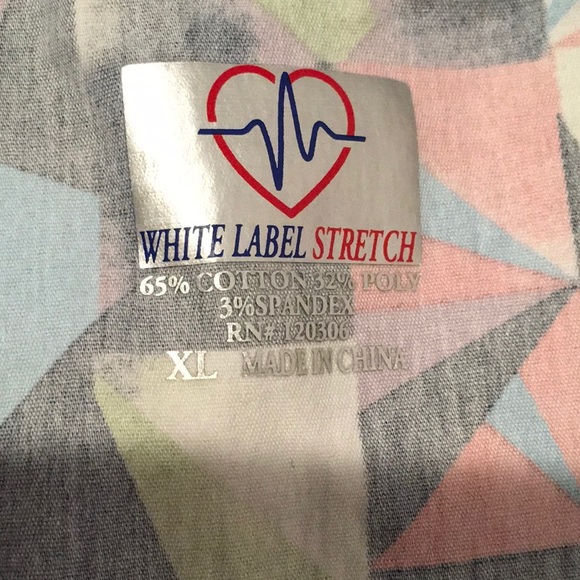 WHITE LABEL STRETCH
65% COTTON 32% POLY
3%SPANDEX
RN# 120306
XL MADE IN CHINA